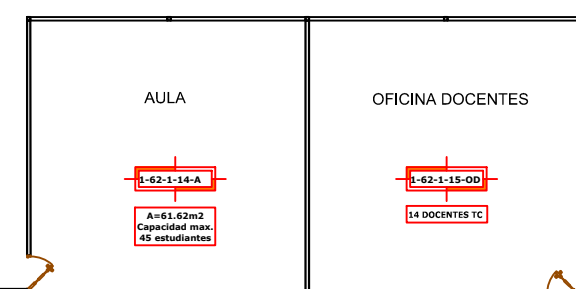 AULA
1-62-1-14-A
A=61.62m2
Capacidad max.
45 estudiantes
OFICINA DOCENTES
1-62-1-15-OD
14 DOCENTES TC